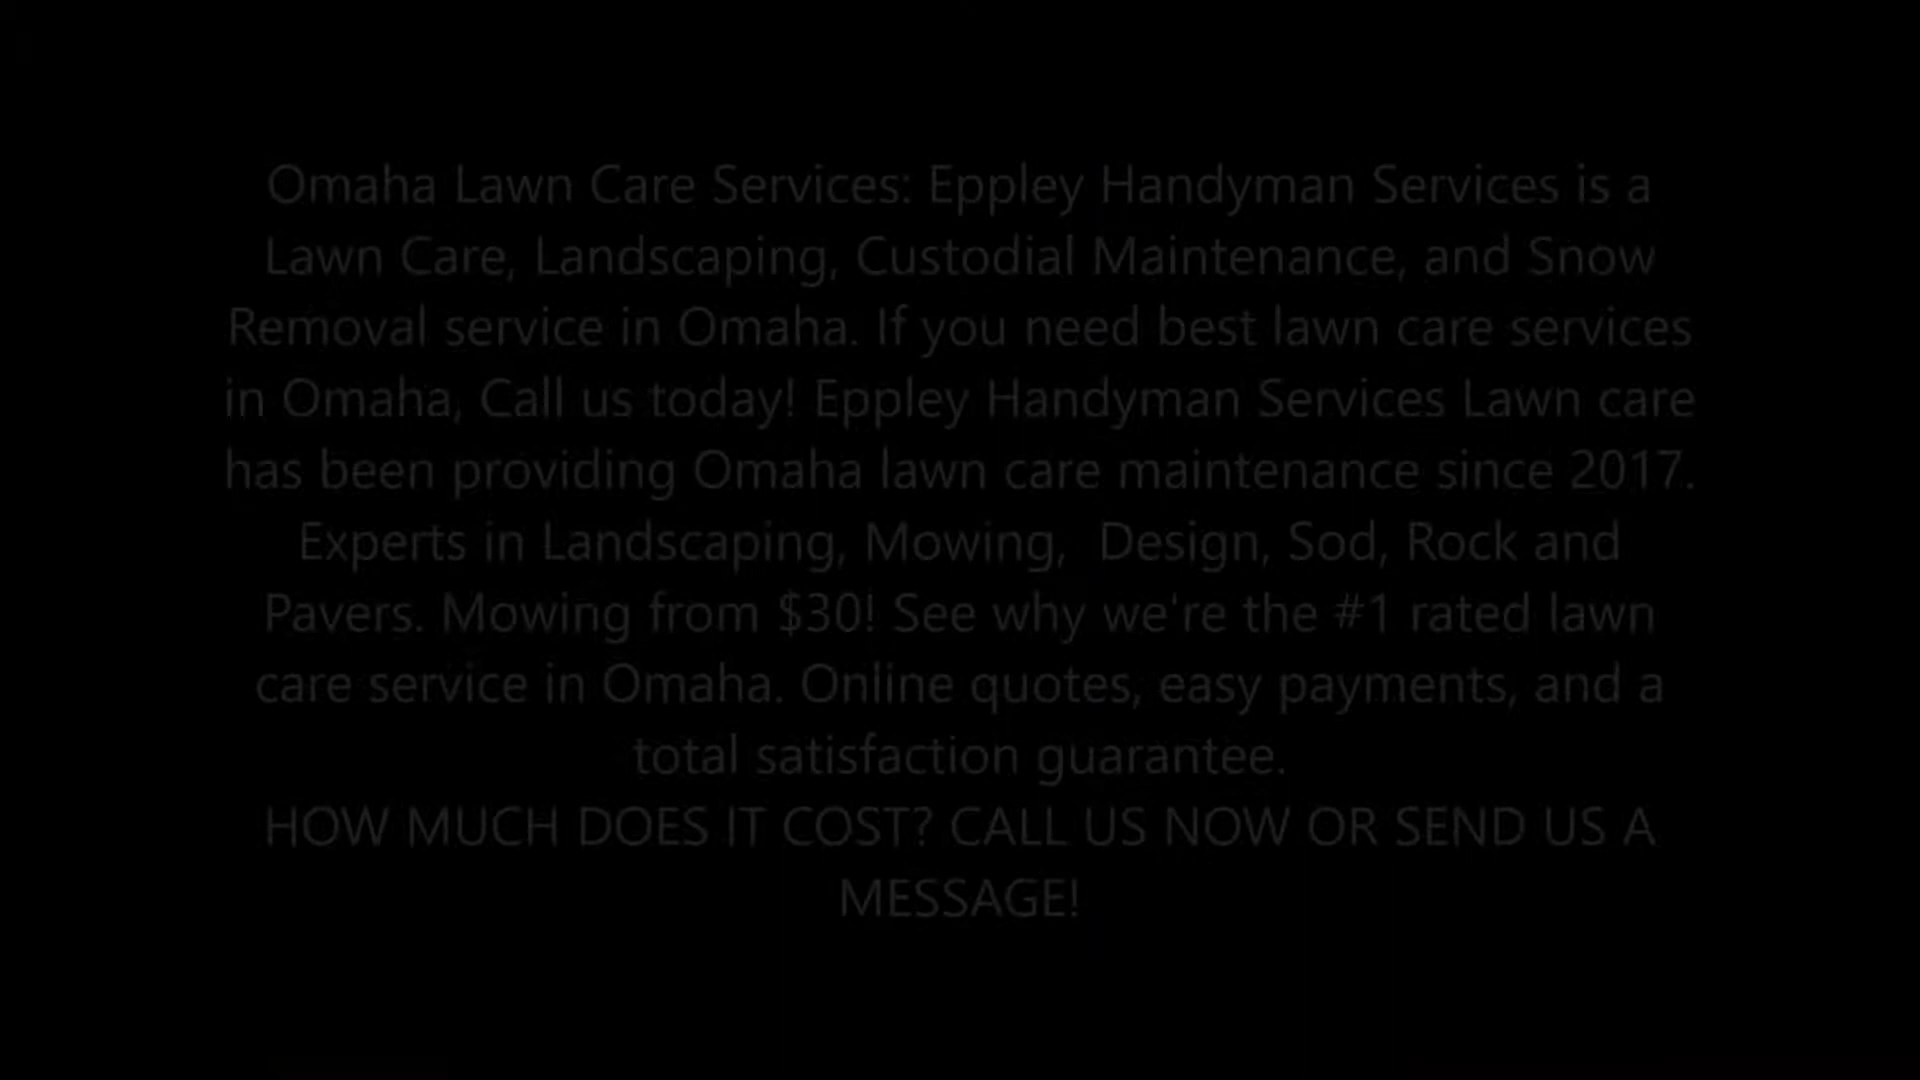 Omaha Lawn Care Services: Eppley Handyman Services is a
Lawn Care, Landscaping, Custodial Maintenance, and Snow
Removal service in Omaha. If you need best lawn care services
in Omaha, Call us today! Eppley Handyman Services Lawn care
has been providing Omaha lawn care maintenance since 2017.
Experts in Landscaping, Mowing,  Design, Sod, Rock and
Pavers. Mowing from $30! See why we're the #1 rated lawn
care service in Omaha. Online quotes, easy payments, and a
total satisfaction guarantee.
HOW MUCH DOES IT COST? CALL US NOW OR SEND US A
MESSAGE!